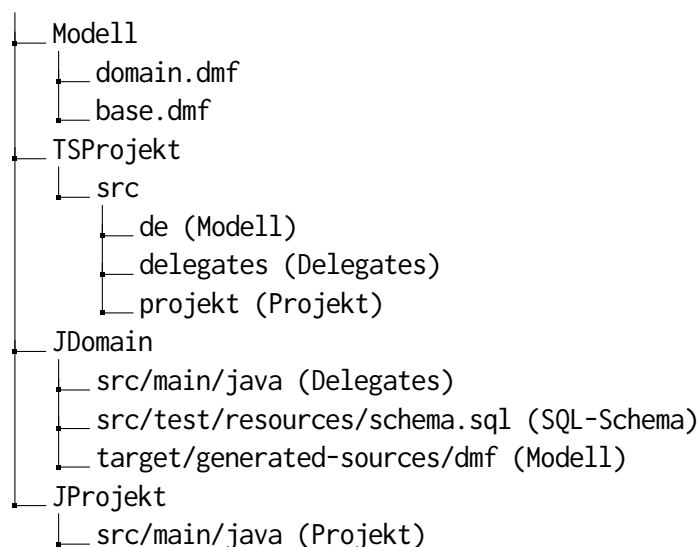 Modell
domain.dmf
base.dmf
TSProjekt
src
de (Modell)
delegates (Delegates)
projekt (Projekt)
JDomain
src/main/java (Delegates)
src/test/resources/schema.sql (SQL-Schema)
target/generated-sources/dmf (Modell)
JProjekt
src/main/java (Projekt)